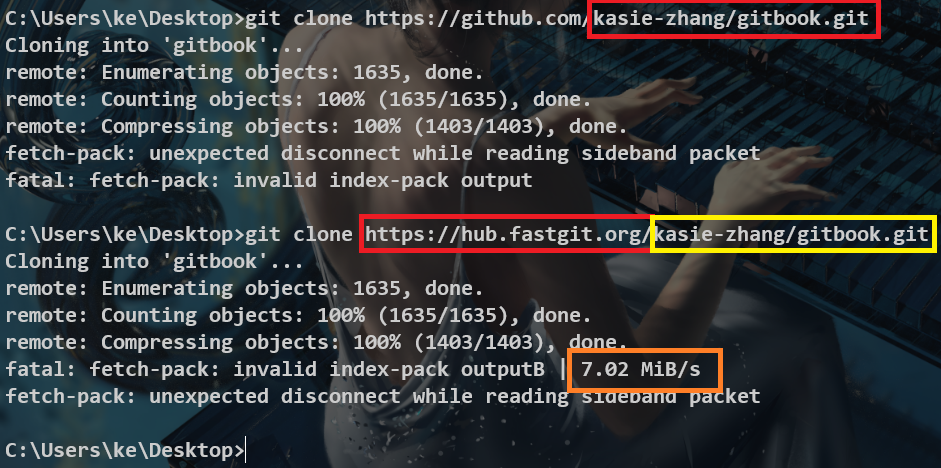 C:\Users\ke\Desktop>git clone https://github.com/kasie-zhang/gitbook.git
Cloning into 'gitbook'...
remote: Enumerating objects: 1635, done.
remote: Counting objects: 100% (1635/1635), done.
remote: Compressing objects: 100% (1403/1403), done.
fetch-pack: unexpected disconnect while reading sideband packet
fatal: fetch-pack: invalid index-pack output
C:\Users\ke\Desktop>git clone https://hub.fastgit.org/kasie-zhang/gitbook.git
Cloning into 'gitbook'...
remote: Enumerating objects: 1635, done.
remote: Counting objects: 100% (1635/1635), done.
remote: Compressing objects: 100% (1403/1403), done.
fatal: fetch-pack: invalid index-pack outputB | 7.02 MiB/s
fetch-pack: unexpected disconnect while reading sideband packet
C:\Users\ke\Desktop>